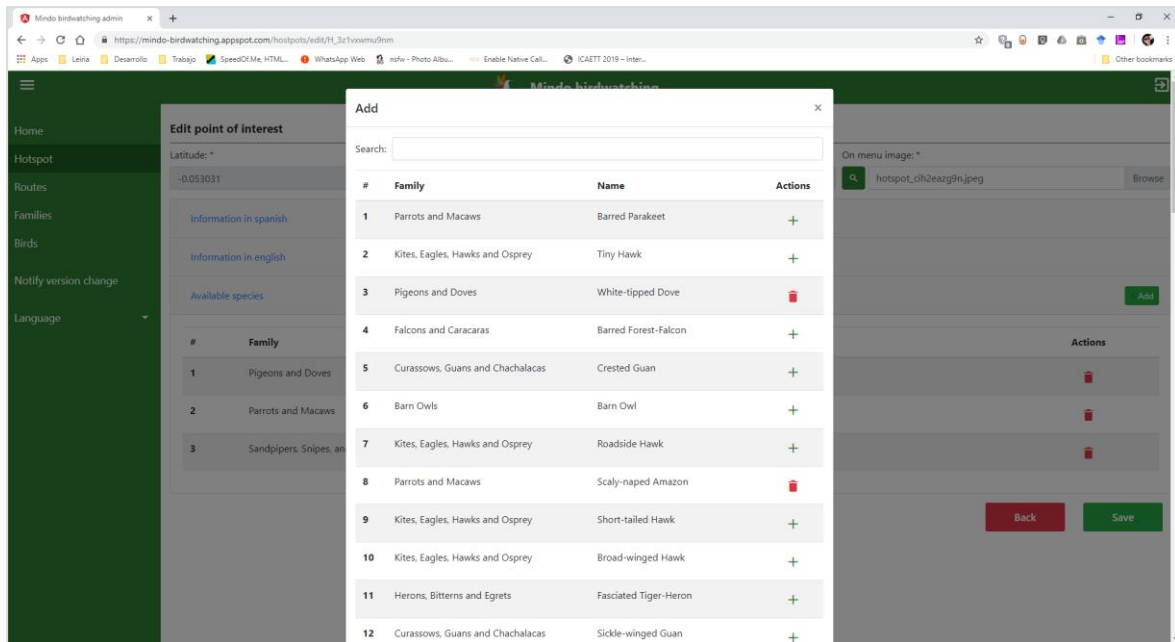 Mindo birdwatching admin
https://mindo-birdwatching.appspot.com/hostpots/edit/H_3z1vxwmu9nm
Apps Leiria Desarrollo Trabajo SpeedOf.Me, HTML... WhatsApp Web nsfw - Photo Albu... Enable Native Call... ICAETT 2019 – Inter... Other bookmarks
Mindo birdwatching
Home
Hotspot
Routes
Families
Birds
Notify version change
Language
Edit point of interest
Latitude: *
-0.053031
On menu image: *
hotspot_cih2eazg9n.jpeg Browse
Information in spanish
Information in english
Available species
Add
# Family Actions
1 Pigeons and Doves
2 Parrots and Macaws
3 Sandpipers, Snipes, an
Back Save
Add ×
Search:
# Family Name Actions
1 Parrots and Macaws Barred Parakeet
2 Kites, Eagles, Hawks and Osprey Tiny Hawk
3 Pigeons and Doves White-tipped Dove
4 Falcons and Caracaras Barred Forest-Falcon
5 Curassows, Guans and Chachalacas Crested Guan
6 Barn Owls Barn Owl
7 Kites, Eagles, Hawks and Osprey Roadside Hawk
8 Parrots and Macaws Scaly-naped Amazon
9 Kites, Eagles, Hawks and Osprey Short-tailed Hawk
10 Kites, Eagles, Hawks and Osprey Broad-winged Hawk
11 Herons, Bitterns and Egrets Fasciated Tiger-Heron
12 Curassows, Guans and Chachalacas Sickle-winged Guan